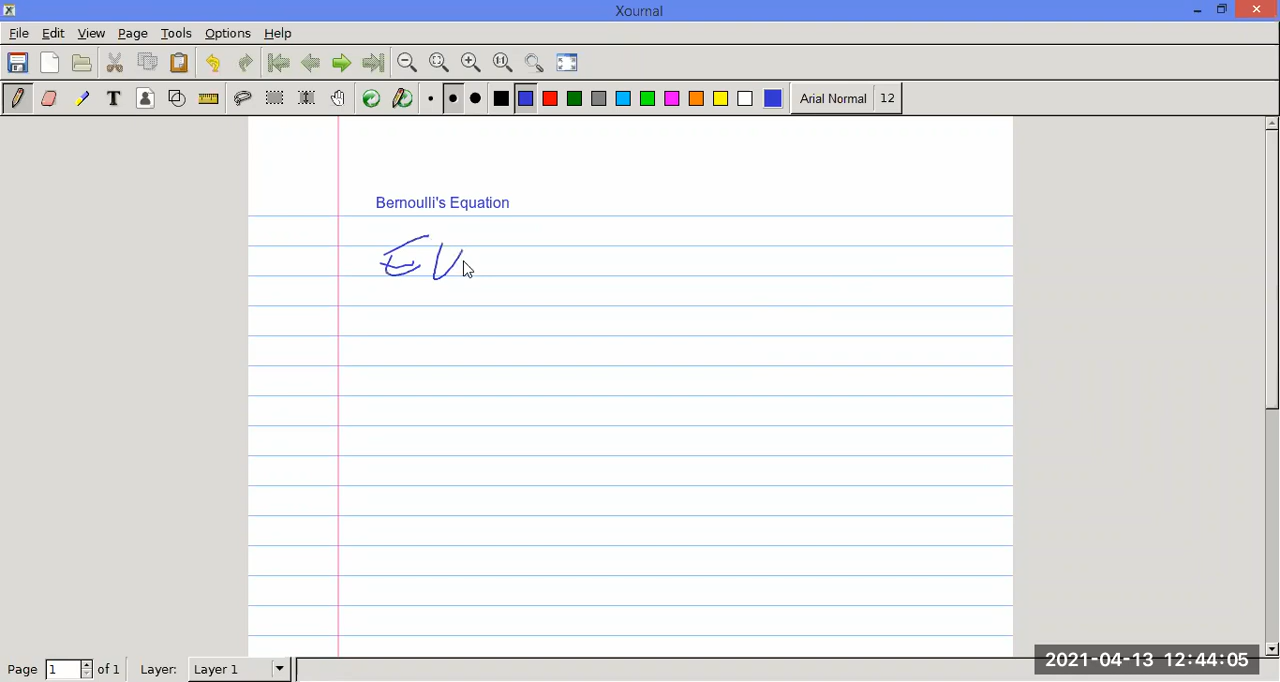 Xournal
File Edit View Page Tools Options Help
Arial Normal 12
Bernoulli's Equation
EV
Page 1 of 1 Layer: Layer 1
2021-04-13 12:44:05